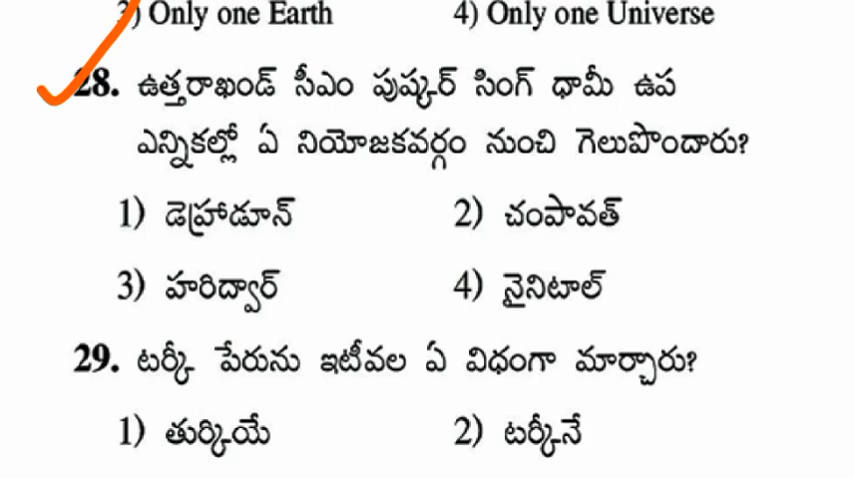 3) Only one Earth 4) Only one Universe
28. ఉత్తరాఖండ్ సీఎం పుష్కర్ సింగ్ ధామీ ఉప
ఎన్నికల్లో ఏ నియోజకవర్గం నుంచి గెలుపొందారు?
1) డెహ్రాడూన్ 2) చంపావత్
3) హరిద్వార్ 4) నైనిటాల్
29. టర్కీ పేరును ఇటీవల ఏ విధంగా మార్చారు?
1) తుర్కియే 2) టర్కీనే